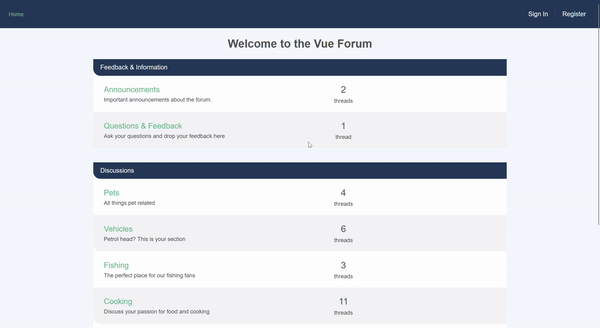 Home
Sign In
Register
Welcome to the Vue Forum
Feedback & Information
Announcements
2
Important announcements about the forum.
threads
Questions & Feedback
1
Ask your questions and drop your feedback here
thread
Discussions
Pets
4
All things pet related
threads
Vehicles
6
Petrol head? This is your section
threads
Fishing
3
The perfect place for our fishing fans
threads
Cooking
11
Discuss your passion for food and cooking
threads